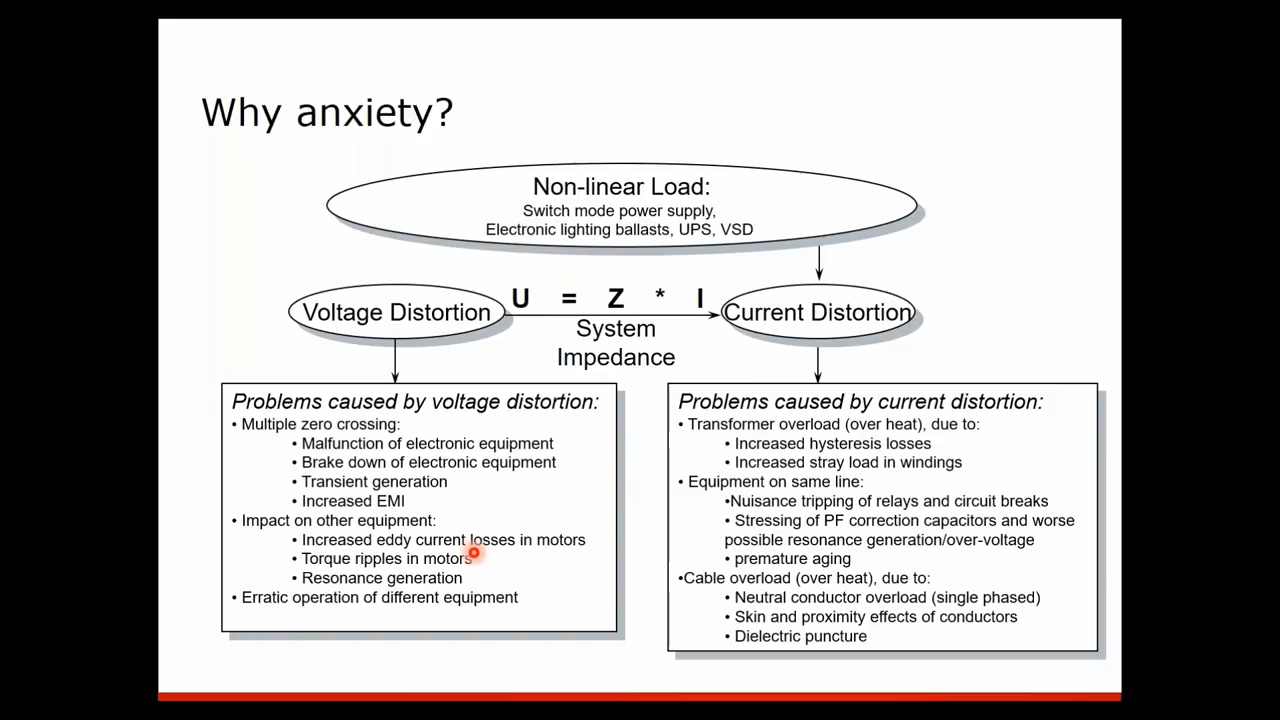 Why anxiety?
Non-linear Load:
Switch mode power supply,
Electronic lighting ballasts, UPS, VSD
Voltage Distortion
U = Z * I
System
Impedance
Current Distortion
Problems caused by voltage distortion:
• Multiple zero crossing:
• Malfunction of electronic equipment
• Brake down of electronic equipment
• Transient generation
• Increased EMI
• Impact on other equipment:
• Increased eddy current losses in motors
• Torque ripples in motors
• Resonance generation
• Erratic operation of different equipment
Problems caused by current distortion:
• Transformer overload (over heat), due to:
• Increased hysteresis losses
• Increased stray load in windings
• Equipment on same line:
•Nuisance tripping of relays and circuit breaks
• Stressing of PF correction capacitors and worse
possible resonance generation/over-voltage
• premature aging
•Cable overload (over heat), due to:
• Neutral conductor overload (single phased)
• Skin and proximity effects of conductors
• Dielectric puncture